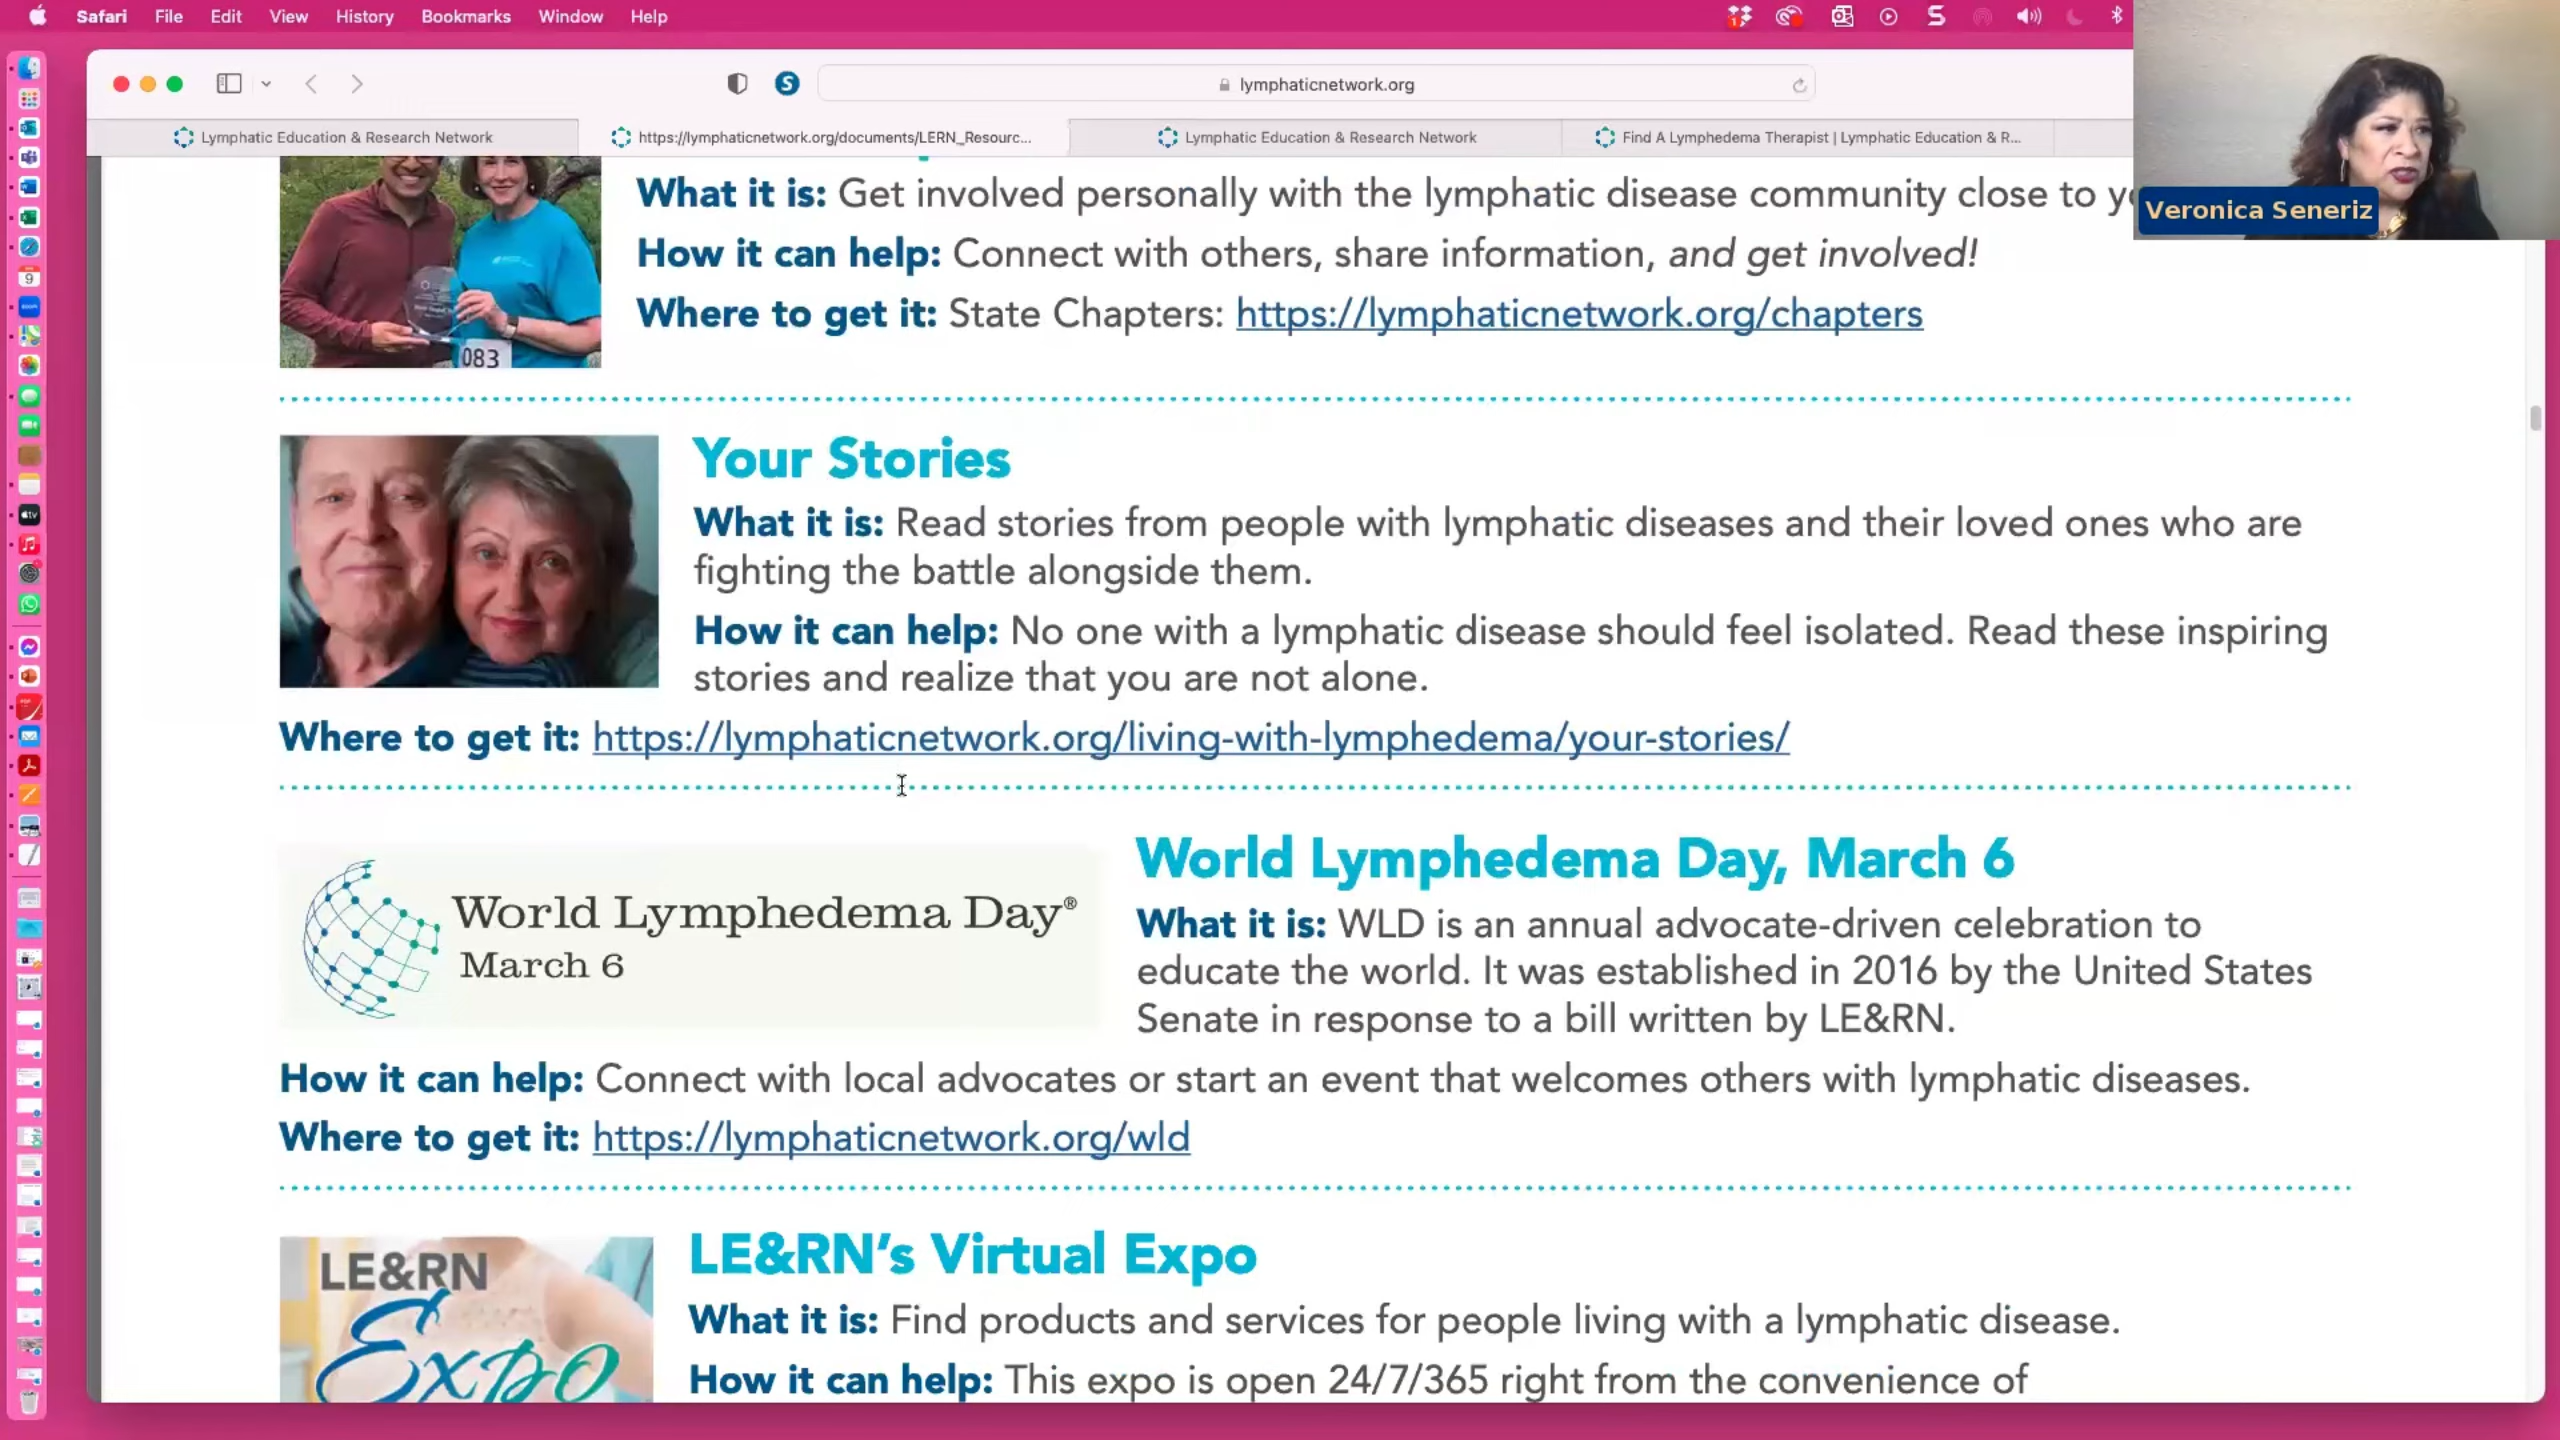 Safari File Edit View History Bookmarks Window Help
lymphaticnetwork.org
Lymphatic Education & Research Network
https://lymphaticnetwork.org/documents/LERN_Resourc...
Lymphatic Education & Research Network
Find A Lymphedema Therapist | Lymphatic Education & R...
Veronica Seneriz
What it is: Get involved personally with the lymphatic disease community close to
How it can help: Connect with others, share information, and get involved!
Where to get it: State Chapters: https://lymphaticnetwork.org/chapters
083
Your Stories
What it is: Read stories from people with lymphatic diseases and their loved ones who are
fighting the battle alongside them.
How it can help: No one with a lymphatic disease should feel isolated. Read these inspiring
stories and realize that you are not alone.
Where to get it: https://lymphaticnetwork.org/living-with-lymphedema/your-stories/
World Lymphedema Day®
March 6
World Lymphedema Day, March 6
What it is: WLD is an annual advocate-driven celebration to
educate the world. It was established in 2016 by the United States
Senate in response to a bill written by LE&RN.
How it can help: Connect with local advocates or start an event that welcomes others with lymphatic diseases.
Where to get it: https://lymphaticnetwork.org/wld
LE&RN
Expo
LE&RN's Virtual Expo
What it is: Find products and services for people living with a lymphatic disease.
How it can help: This expo is open 24/7/365 right from the convenience of